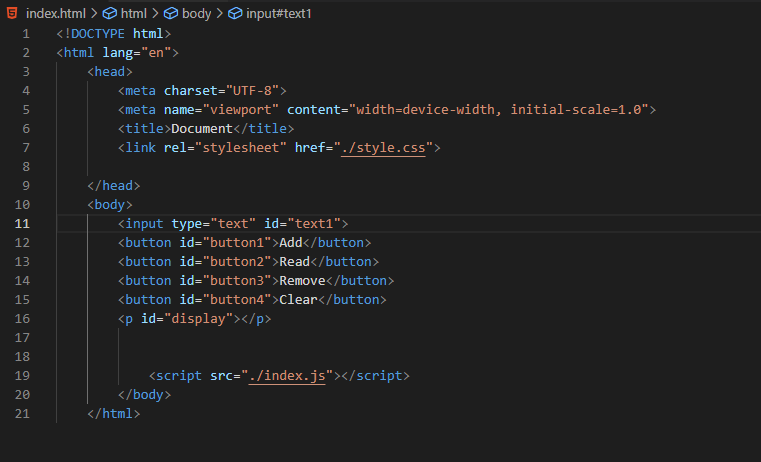 index.html > html > body > input#text1
1 <!DOCTYPE html>
2 <html lang="en">
3     <head>
4         <meta charset="UTF-8">
5         <meta name="viewport" content="width=device-width, initial-scale=1.0">
6         <title>Document</title>
7         <link rel="stylesheet" href="./style.css">
8
9     </head>
10     <body>
11         <input type="text" id="text1">
12         <button id="button1">Add</button>
13         <button id="button2">Read</button>
14         <button id="button3">Remove</button>
15         <button id="button4">Clear</button>
16         <p id="display"></p>
17
18
19             <script src="./index.js"></script>
20         </body>
21     </html>